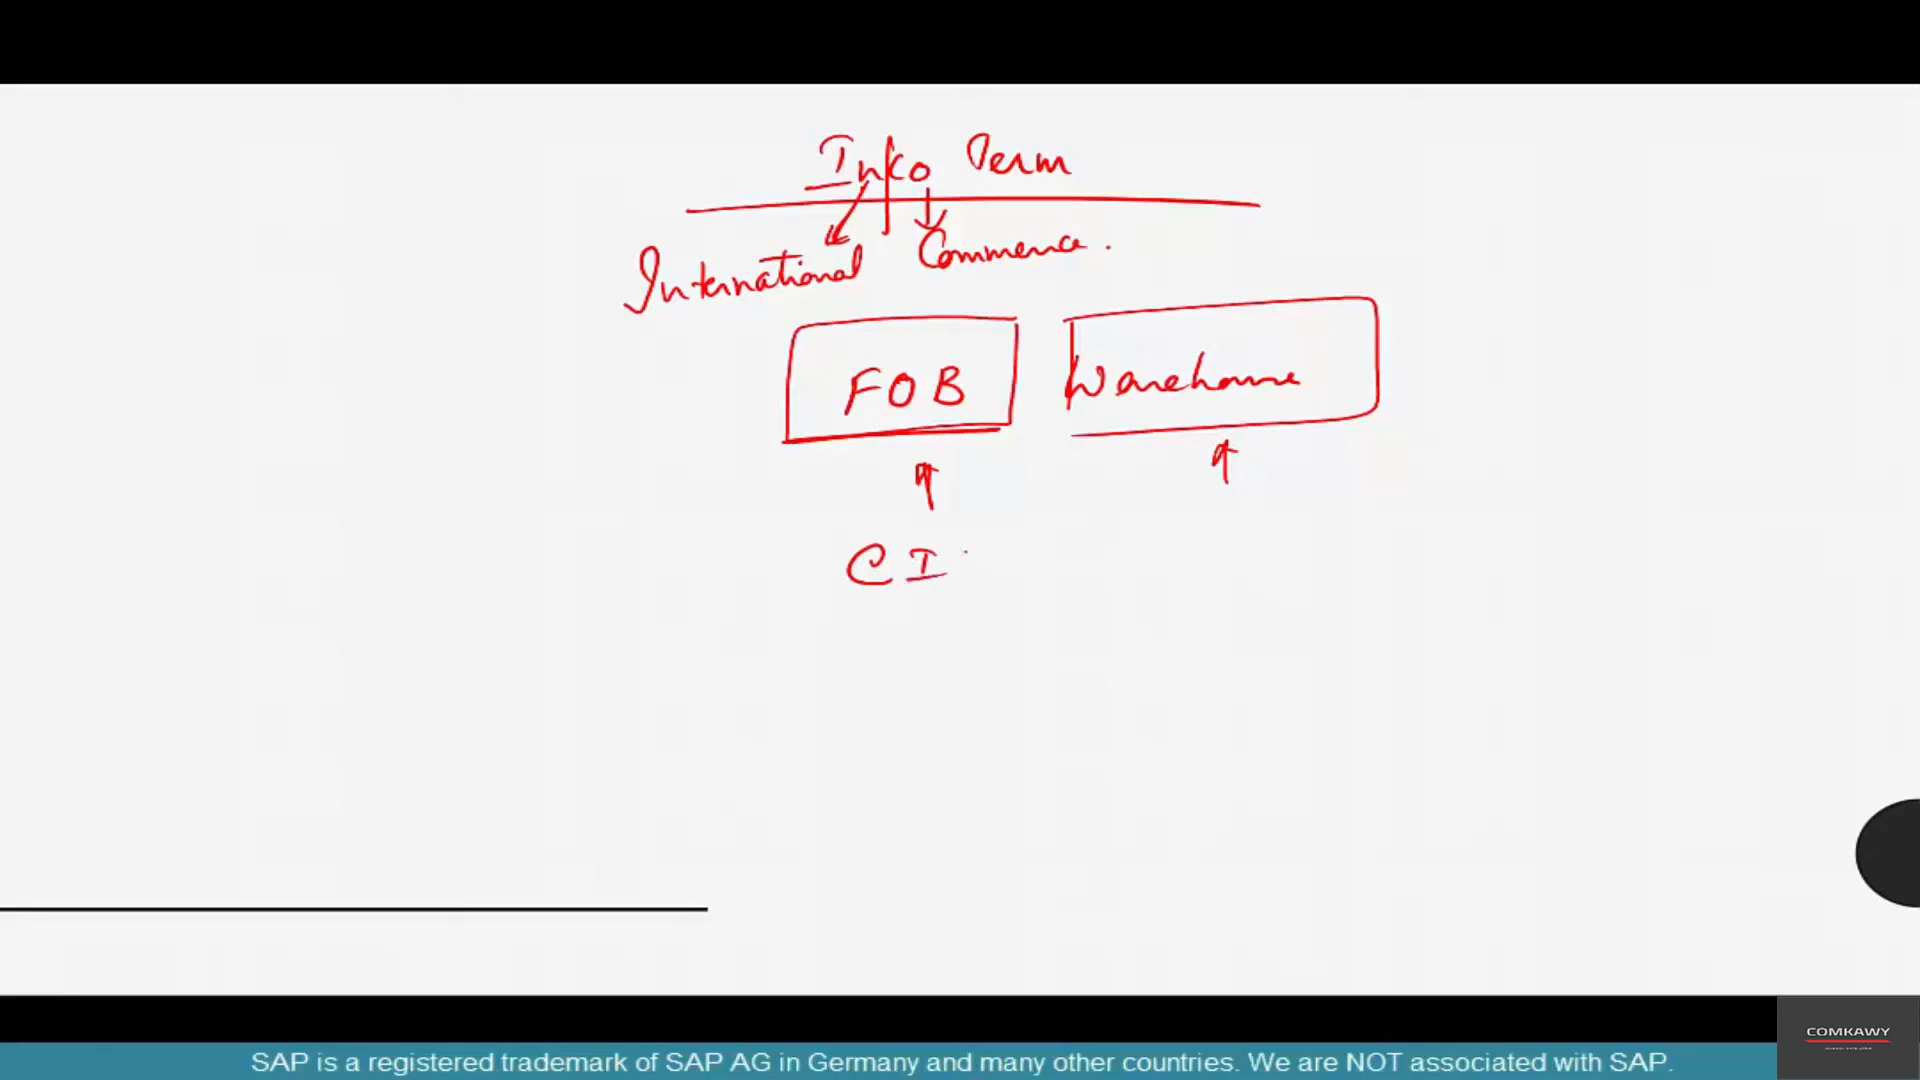 Inco Term
International Commerce.
FOB Warehouse
CI
COMKAWY
SAP is a registered trademark of SAP AG in Germany and many other countries. We are NOT associated with SAP.